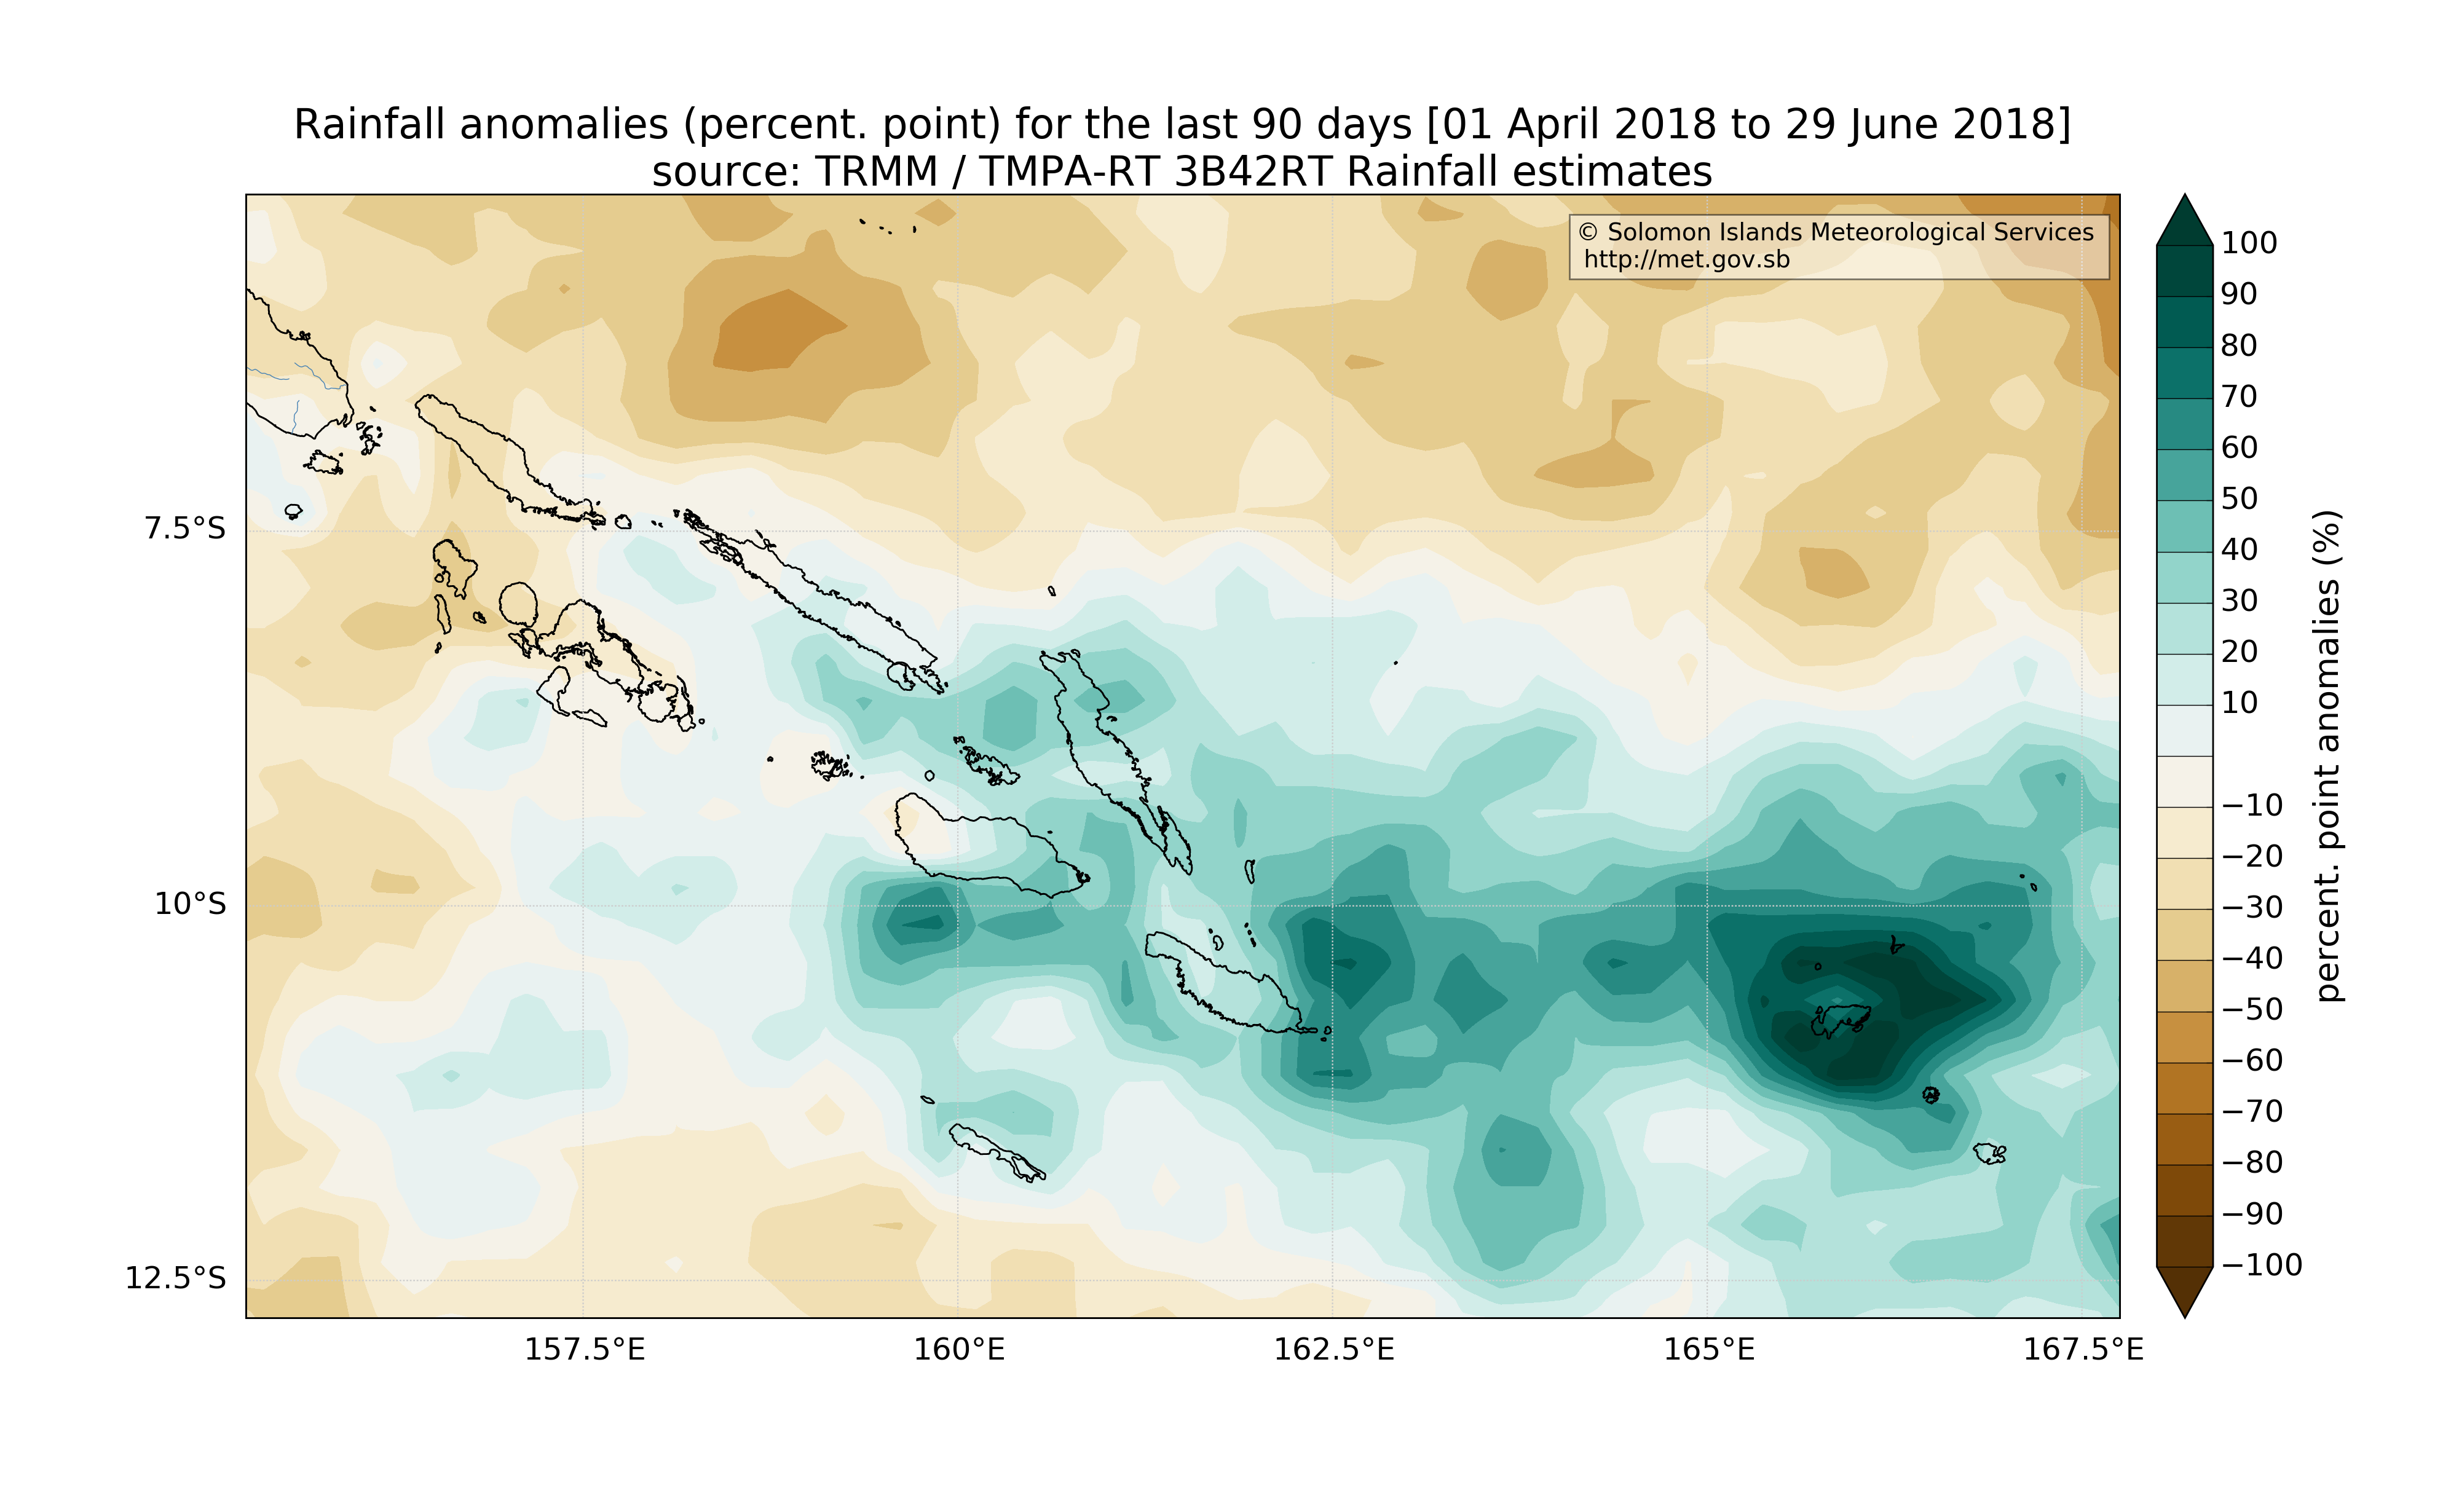 Rainfall anomalies (percent. point) for the last 90 days [01 April 2018 to 29 June 2018]
source: TRMM / TMPA-RT 3B42RT Rainfall estimates
© Solomon Islands Meteorological Services
http://met.gov.sb
7.5°S
10°S
12.5°S
157.5°E
160°E
162.5°E
165°E
167.5°E
100
90
80
70
60
50
40
30
20
10
−10
−20
−30
−40
−50
−60
−70
−80
−90
−100
percent. point anomalies (%)